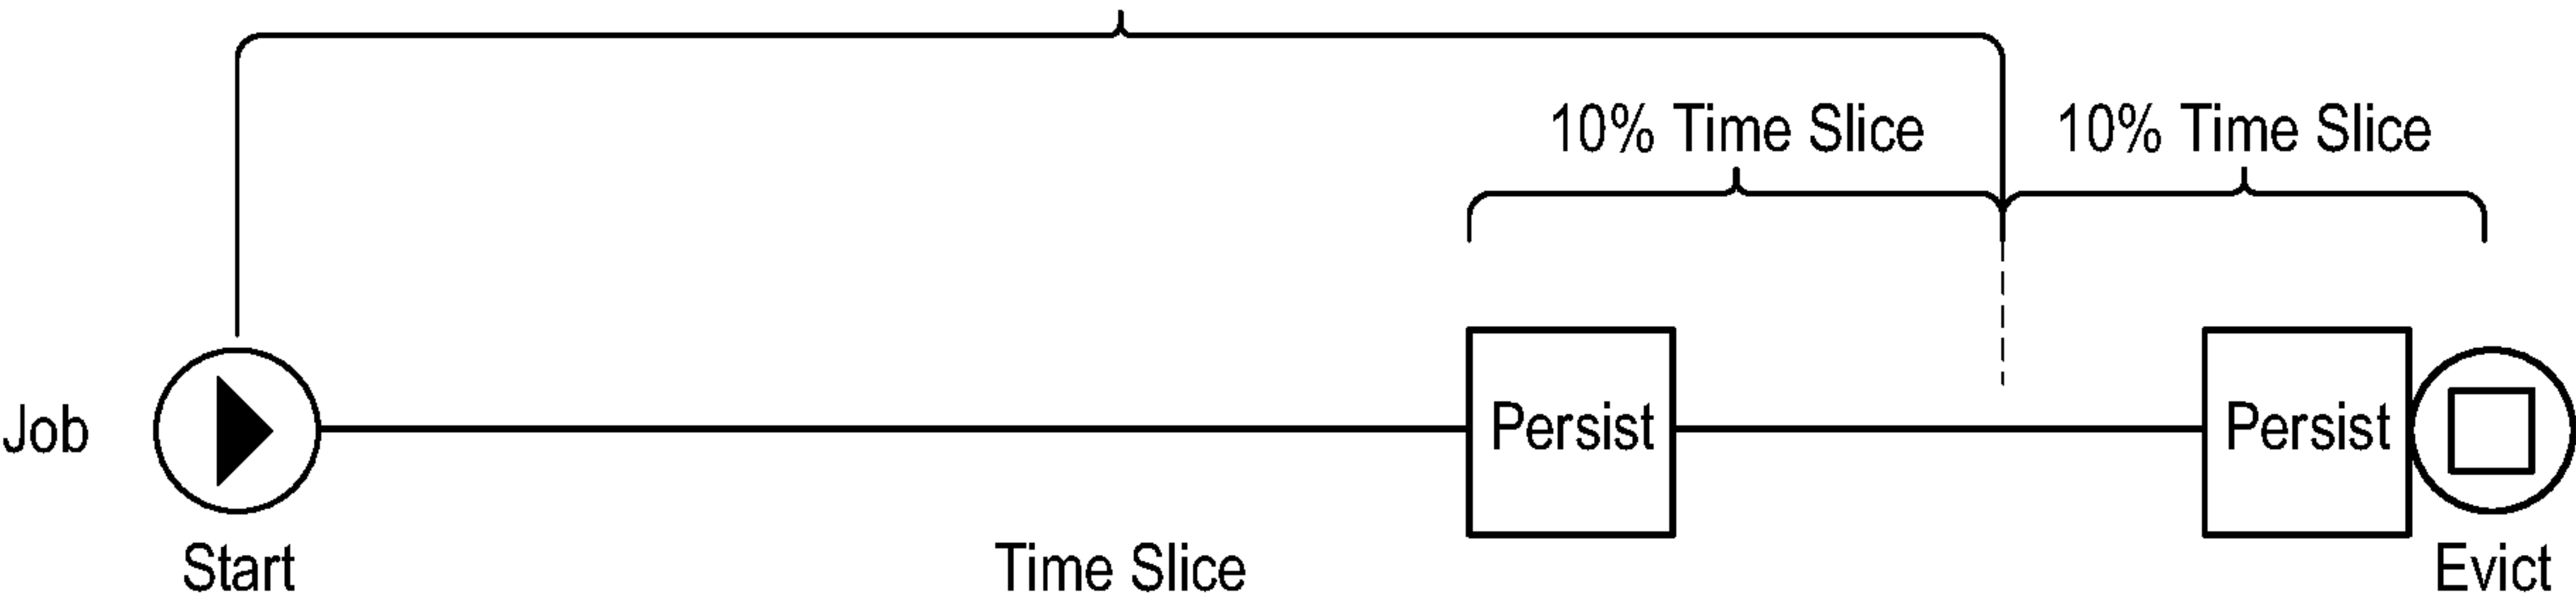 10% Time Slice
10% Time Slice
Job
Persist
Persist
Start
Time Slice
Evict